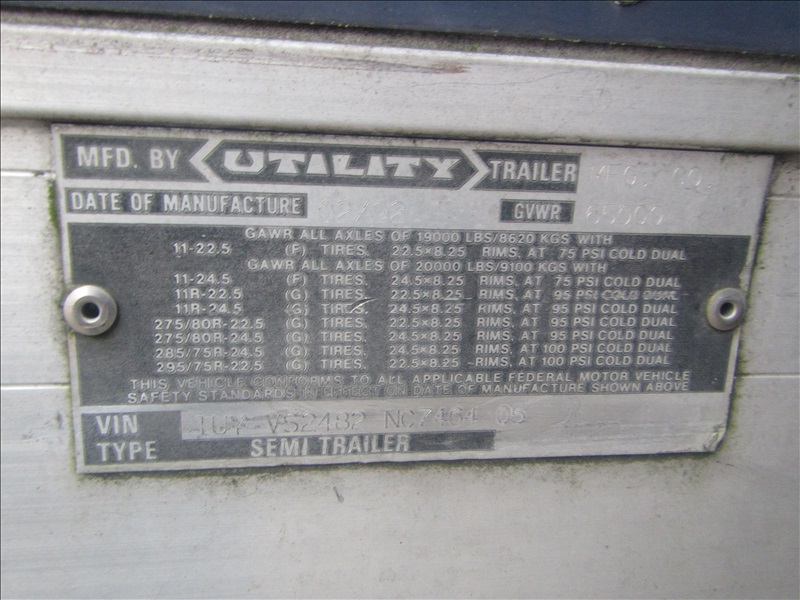 MFD. BY UTILITY TRAILER MFG. CO.
DATE OF MANUFACTURE GVWR 65000
GAWR ALL AXLES OF 19000 LBS/8620 KGS WITH
11-22.5 (F) TIRES, 22.5×8.25 RIMS, AT 75 PSI COLD DUAL
GAWR ALL AXLES OF 20000 LBS/9100 KGS WITH
11-24.5 (F) TIRES, 24.5×8.25 RIMS, AT 75 PSI COLD DUAL
11R-22.5 (G) TIRES, 22.5×8.25 RIMS, AT 95 PSI COLD DUAL
11R-24.5 (G) TIRES, 24.5×8.25 RIMS, AT 95 PSI COLD DUAL
275/80R-22.5 (G) TIRES, 22.5×8.25 RIMS, AT 95 PSI COLD DUAL
275/80R-24.5 (G) TIRES, 24.5×8.25 RIMS, AT 95 PSI COLD DUAL
285/75R-24.5 (G) TIRES, 24.5×8.25 RIMS, AT 100 PSI COLD DUAL
295/75R-22.5 (G) TIRES, 22.5×8.25 RIMS, AT 100 PSI COLD DUAL
THIS VEHICLE CONFORMS TO ALL APPLICABLE FEDERAL MOTOR VEHICLE
SAFETY STANDARDS IN EFFECT ON DATE OF MANUFACTURE SHOWN ABOVE
VIN 1UY VS2482 NC7464 05
TYPE SEMI TRAILER